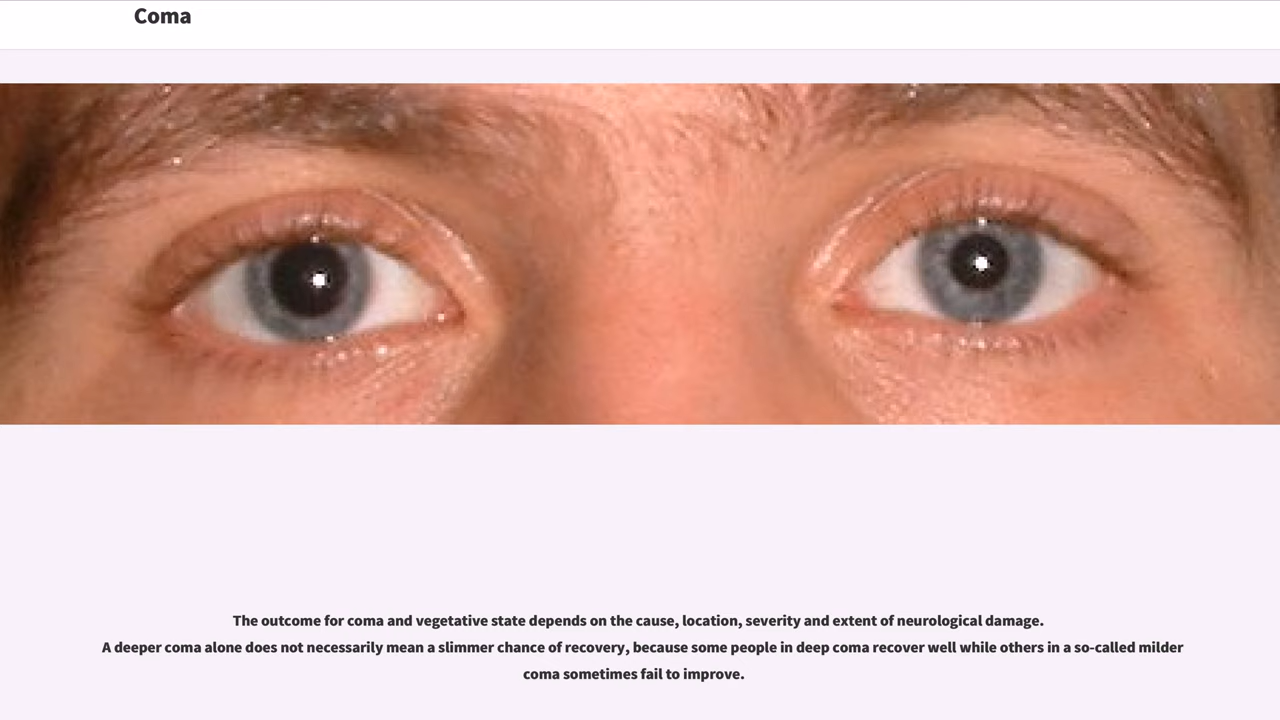 Coma
The outcome for coma and vegetative state depends on the cause, location, severity and extent of neurological damage.
A deeper coma alone does not necessarily mean a slimmer chance of recovery, because some people in deep coma recover well while others in a so-called milder
coma sometimes fail to improve.